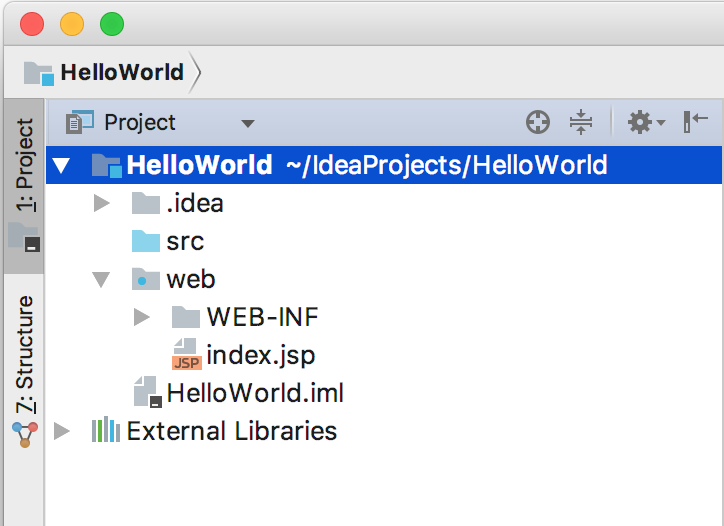 HelloWorld
1: Project
7: Structure
Project
HelloWorld ~/IdeaProjects/HelloWorld
.idea
src
web
WEB-INF
JSP index.jsp
HelloWorld.iml
External Libraries